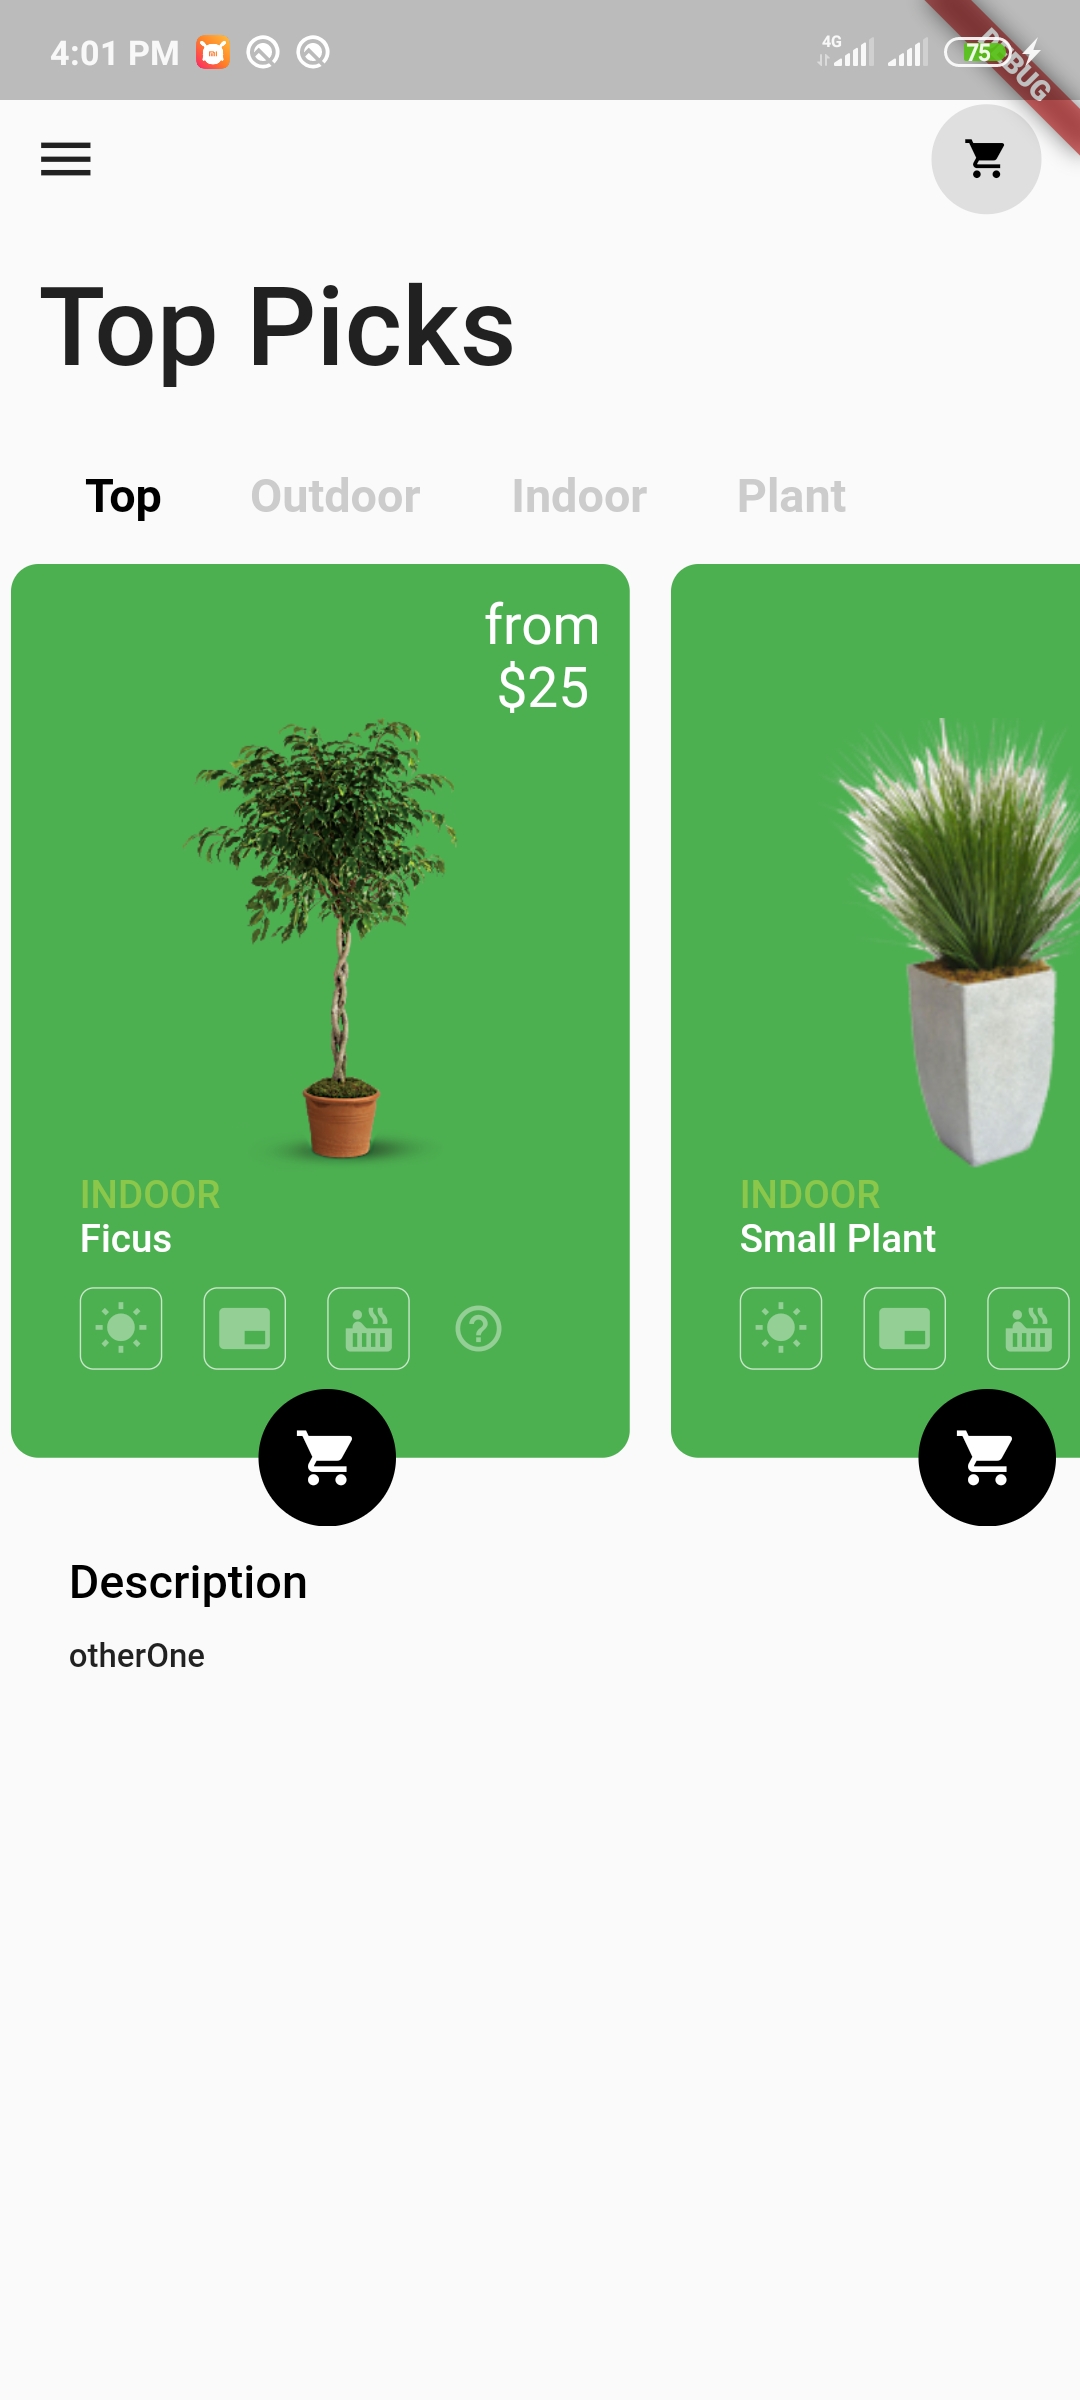 4:01 PM
4G
75
DEBUG
Top Picks
Top Outdoor Indoor Plant
from
$25
INDOOR
Ficus
INDOOR
Small Plant
Description
otherOne